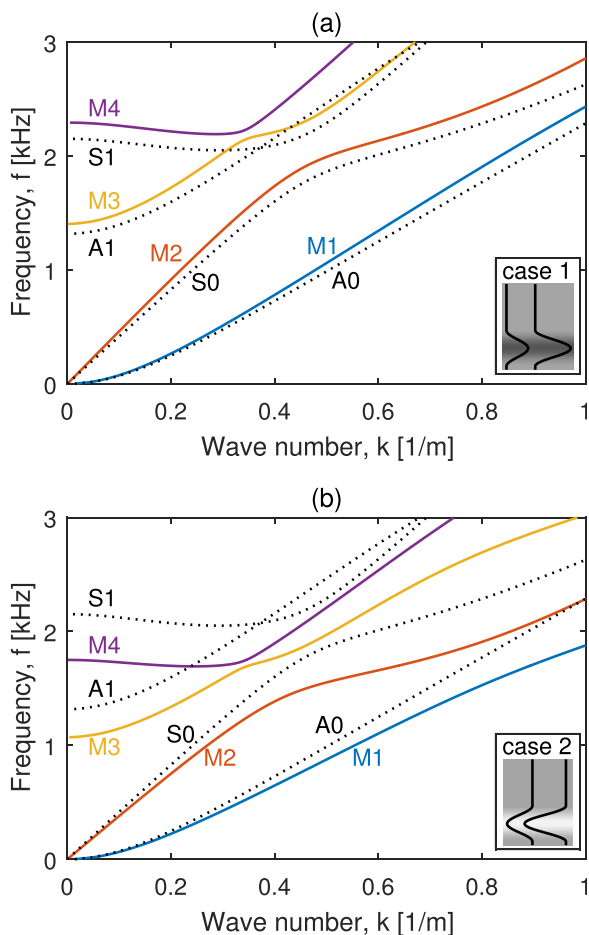 (a)
3
M4
S1
2
M3
A1
M2
M1
S0
A0
1
case 1
0
0
0.2
0.4
0.6
0.8
1
Frequency, f [kHz]
Wave number, k [1/m]
(b)
3
S1
2
M4
A1
S0
A0
M3
M2
M1
1
case 2
0
0
0.2
0.4
0.6
0.8
1
Frequency, f [kHz]
Wave number, k [1/m]